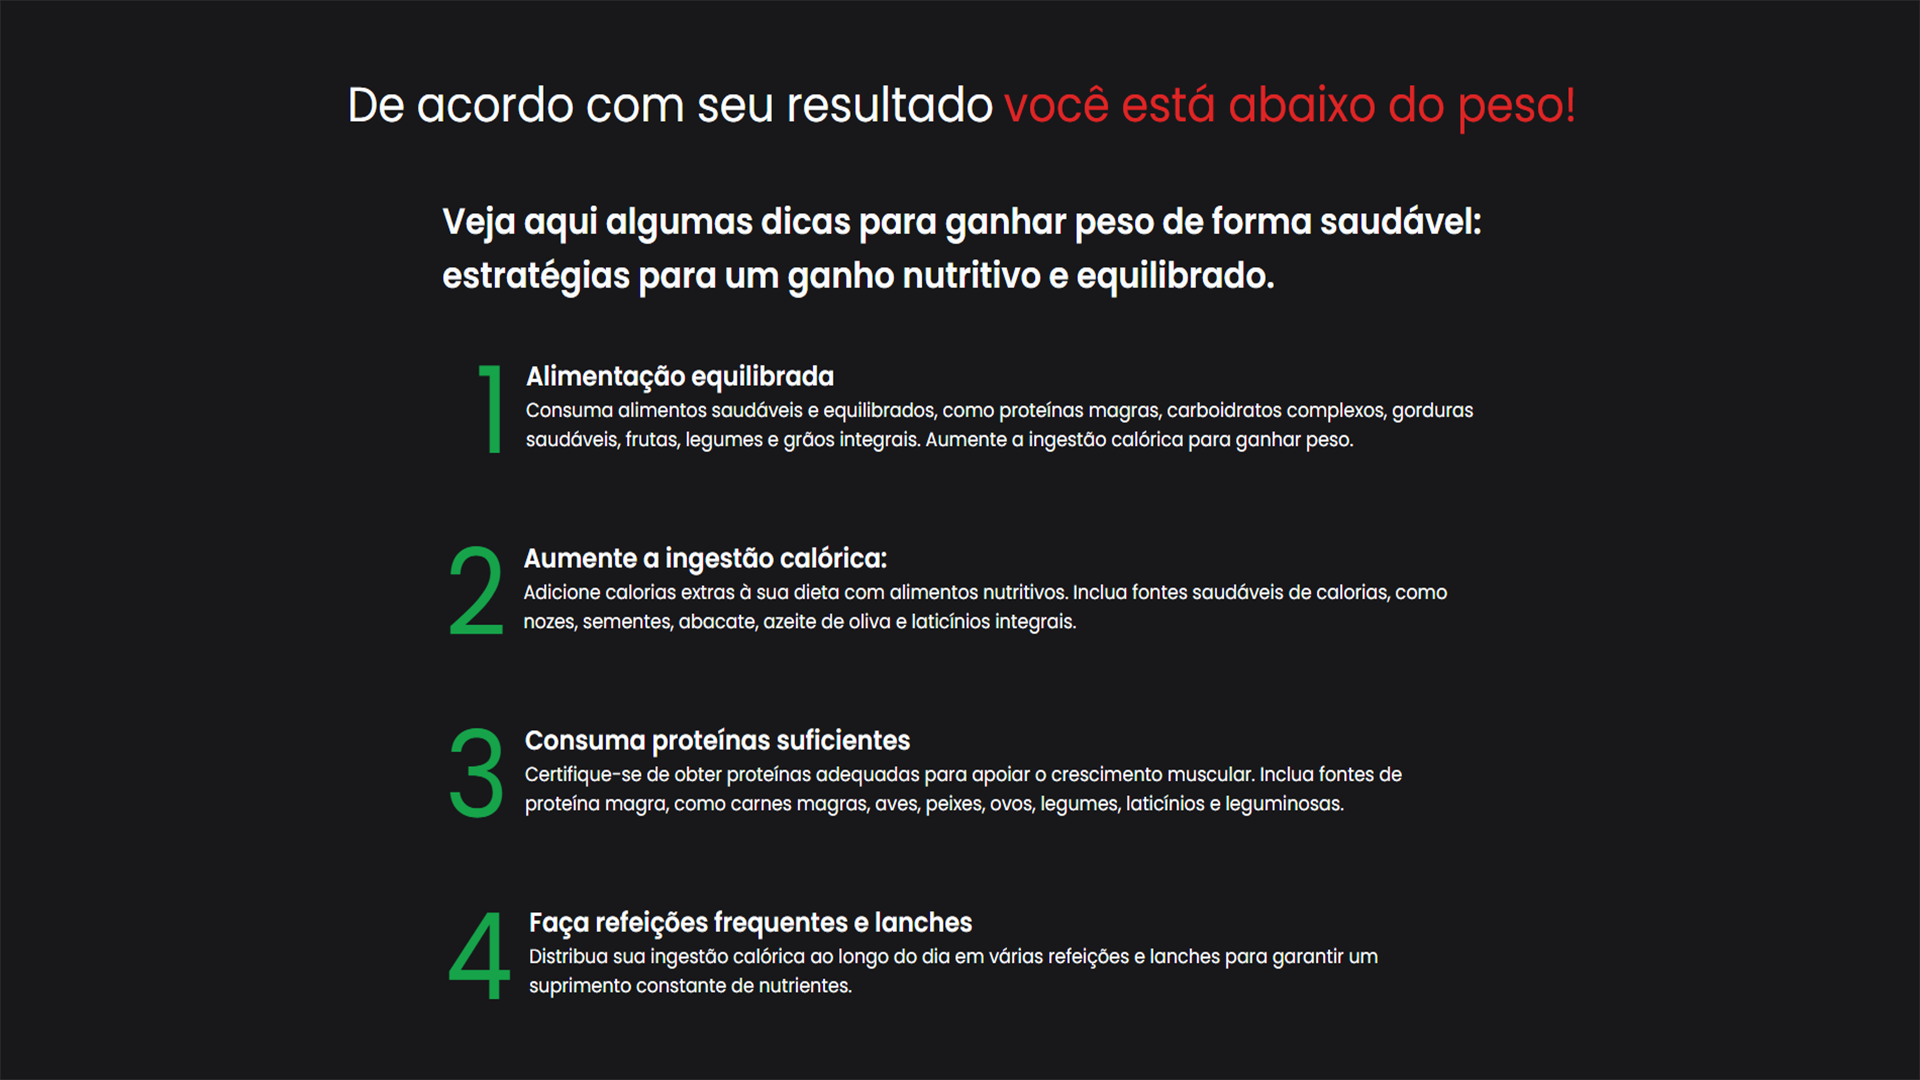 De acordo com seu resultado você está abaixo do peso!
Veja aqui algumas dicas para ganhar peso de forma saudável:
estratégias para um ganho nutritivo e equilibrado.
1
Alimentação equilibrada
Consuma alimentos saudáveis e equilibrados, como proteínas magras, carboidratos complexos, gorduras
saudáveis, frutas, legumes e grãos integrais. Aumente a ingestão calórica para ganhar peso.
2
Aumente a ingestão calórica:
Adicione calorias extras à sua dieta com alimentos nutritivos. Inclua fontes saudáveis de calorias, como
nozes, sementes, abacate, azeite de oliva e laticínios integrais.
3
Consuma proteínas suficientes
Certifique-se de obter proteínas adequadas para apoiar o crescimento muscular. Inclua fontes de
proteína magra, como carnes magras, aves, peixes, ovos, legumes, laticínios e leguminosas.
4
Faça refeições frequentes e lanches
Distribua sua ingestão calórica ao longo do dia em várias refeições e lanches para garantir um
suprimento constante de nutrientes.